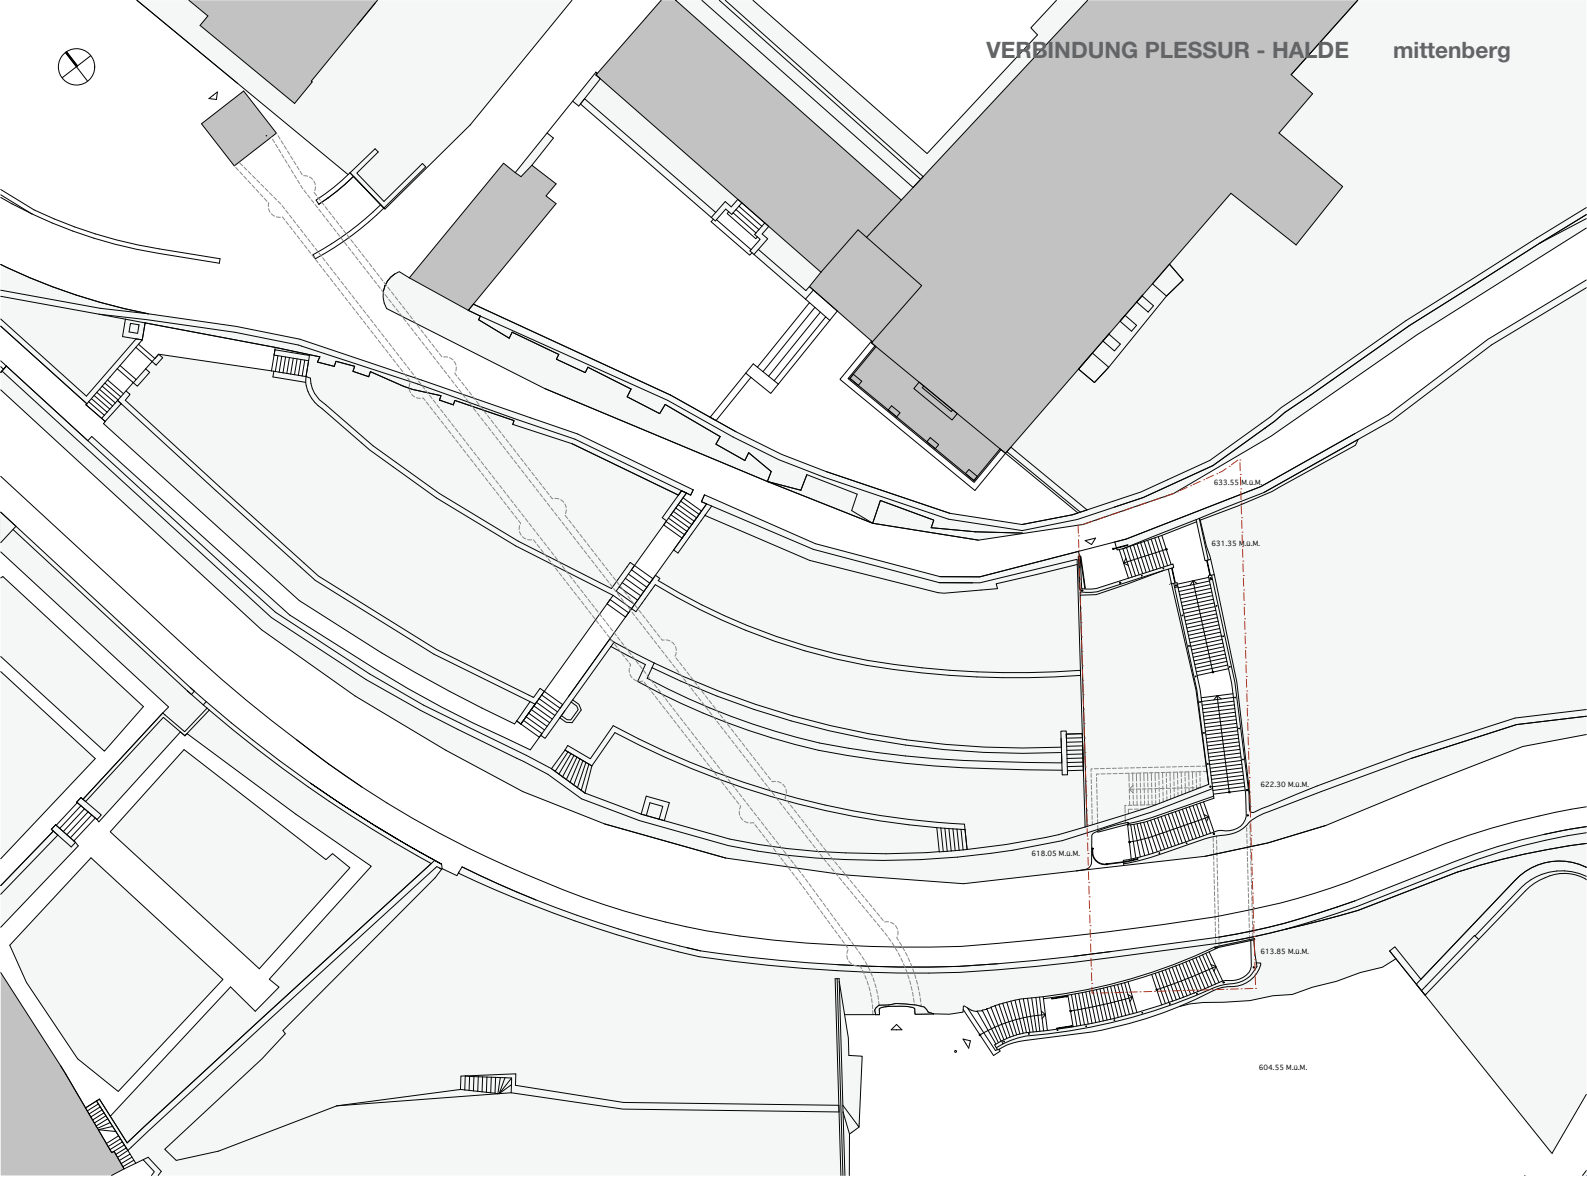 VERBINDUNG PLESSUR - HALDE mittenberg
633.55 M.ü.M.
631.35 M.ü.M.
622.30 M.ü.M.
618.05 M.ü.M.
613.85 M.ü.M.
604.55 M.ü.M.